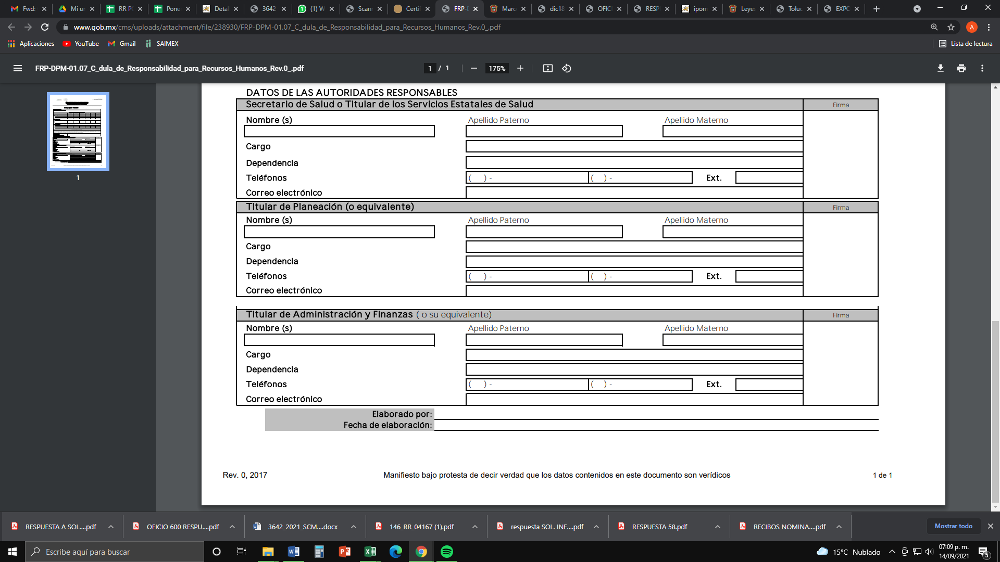 Fwd:
Mi un
RR P
Pone
Detal
3642
(1) W
Scann
Certif
FRP-D
Marc
dic18
OFIC
RESP
ipom
Leyes
Toluc
EXPO
www.gob.mx/cms/uploads/attachment/file/238930/FRP-DPM-01.07_C_dula_de_Responsabilidad_para_Recursos_Humanos_Rev.0_.pdf
A
Aplicaciones YouTube Gmail SAIMEX Lista de lectura
FRP-DPM-01.07_C_dula_de_Responsabilidad_para_Recursos_Humanos_Rev.0_.pdf 1 / 1 175%
1
DATOS DE LAS AUTORIDADES RESPONSABLES
Secretario de Salud o Titular de los Servicios Estatales de Salud Firma
Nombre (s) Apellido Paterno Apellido Materno
Cargo
Dependencia
Teléfonos ( ) - ( ) - Ext.
Correo electrónico
Titular de Planeación (o equivalente) Firma
Nombre (s) Apellido Paterno Apellido Materno
Cargo
Dependencia
Teléfonos ( ) - ( ) - Ext.
Correo electrónico
Titular de Administración y Finanzas ( o su equivalente) Firma
Nombre (s) Apellido Paterno Apellido Materno
Cargo
Dependencia
Teléfonos ( ) - ( ) - Ext.
Correo electrónico
Elaborado por:
Fecha de elaboración:
Rev. 0, 2017 Manifiesto bajo protesta de decir verdad que los datos contenidos en este documento son verídicos 1 de 1
RESPUESTA A SOL....pdf OFICIO 600 RESPU....pdf 3642_2021_SCM....docx 146_RR_04167 (1).pdf respuesta SOL. INF....pdf RESPUESTA 58.pdf RECIBOS NOMINA....pdf Mostrar todo
Escribe aquí para buscar
15°C Nublado
07:09 p. m.
14/09/2021
5